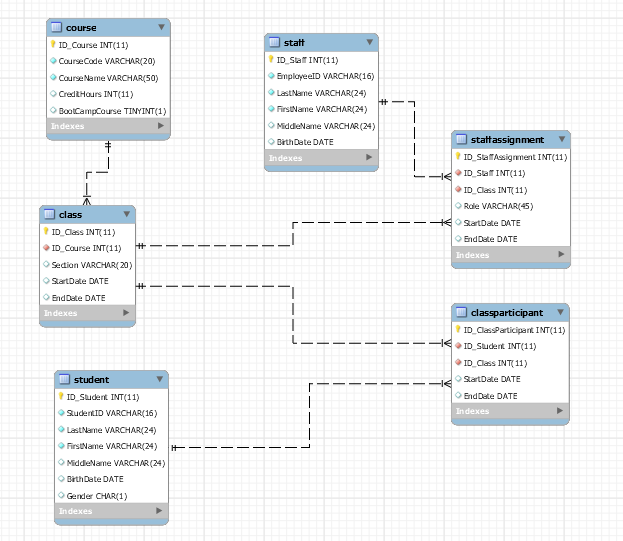 course
ID_Course INT(11)
CourseCode VARCHAR(20)
CourseName VARCHAR(50)
CreditHours INT(11)
BootCampCourse TINYINT(1)
Indexes
staff
ID_Staff INT(11)
EmployeeID VARCHAR(16)
LastName VARCHAR(24)
FirstName VARCHAR(24)
MiddleName VARCHAR(24)
BirthDate DATE
Indexes
staffassignment
ID_StaffAssignment INT(11)
ID_Staff INT(11)
ID_Class INT(11)
Role VARCHAR(45)
StartDate DATE
EndDate DATE
Indexes
class
ID_Class INT(11)
ID_Course INT(11)
Section VARCHAR(20)
StartDate DATE
EndDate DATE
Indexes
classparticipant
ID_ClassParticipant INT(11)
ID_Student INT(11)
ID_Class INT(11)
StartDate DATE
EndDate DATE
Indexes
student
ID_Student INT(11)
StudentID VARCHAR(16)
LastName VARCHAR(24)
FirstName VARCHAR(24)
MiddleName VARCHAR(24)
BirthDate DATE
Gender CHAR(1)
Indexes